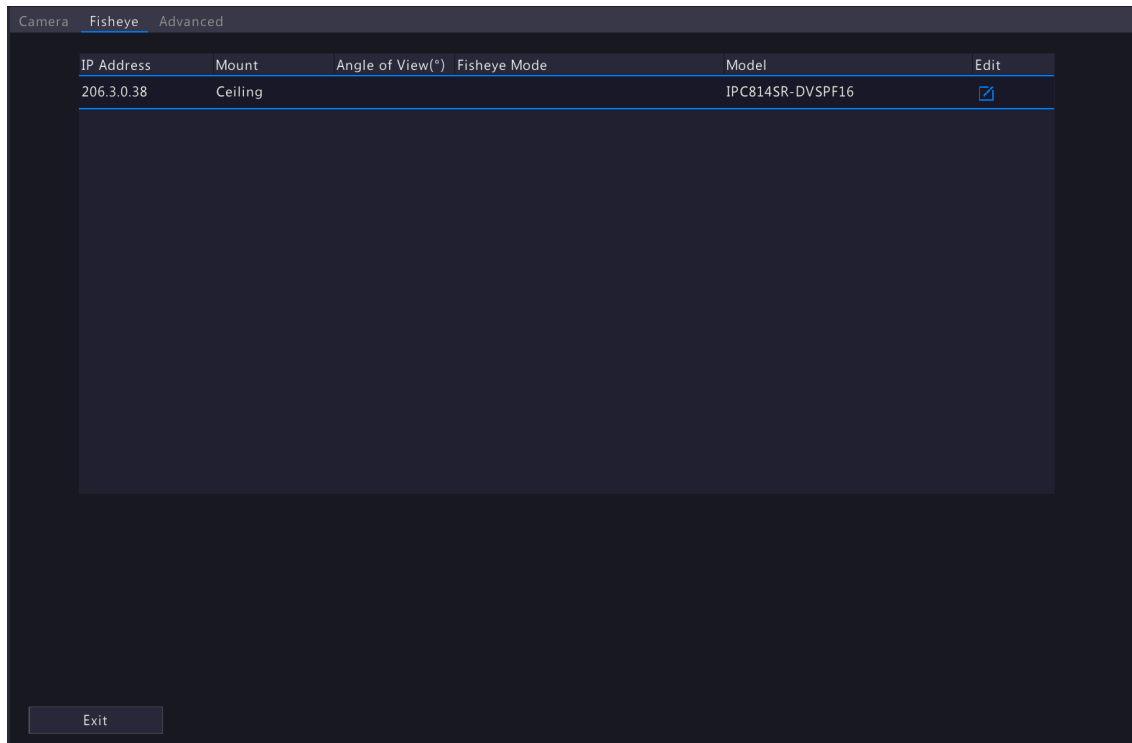 Camera Fisheye Advanced
IP Address Mount Angle of View(°) Fisheye Mode Model Edit
206.3.0.38 Ceiling IPC814SR-DVSPF16
Exit